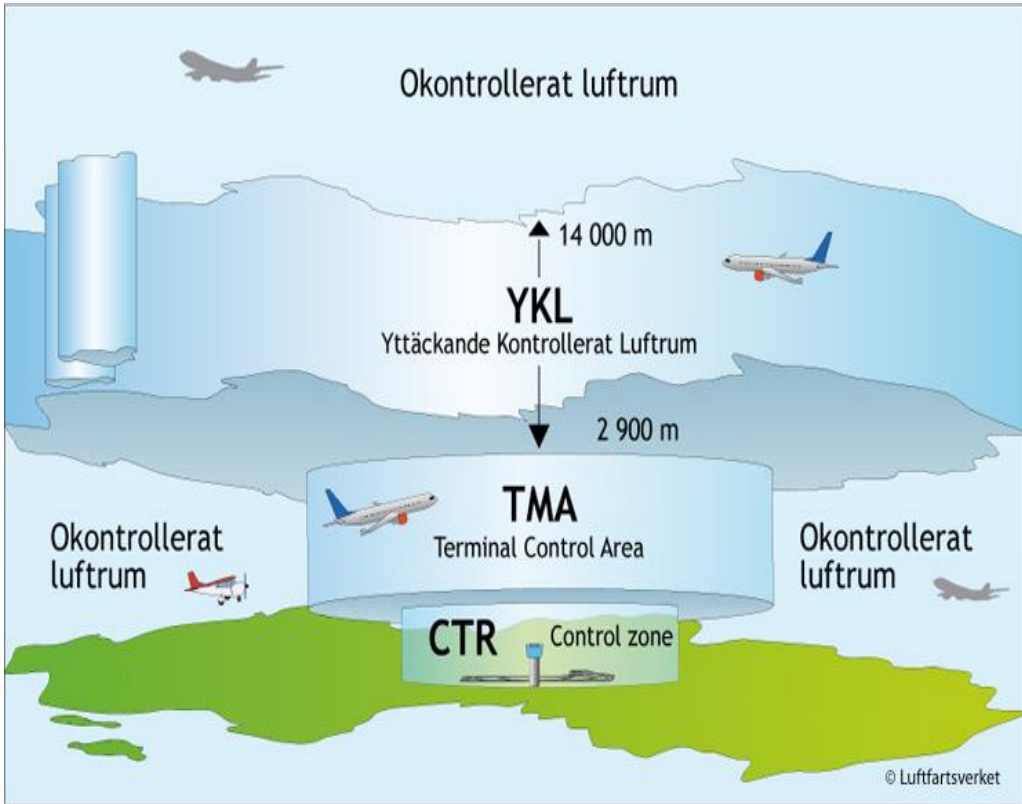 Okontrollerat luftrum
14 000 m
YKL
Yttäckande Kontrollerat Luftrum
2 900 m
TMA
Terminal Control Area
Okontrollerat
luftrum
Okontrollerat
luftrum
CTR
Control zone
© Luftfartsverket